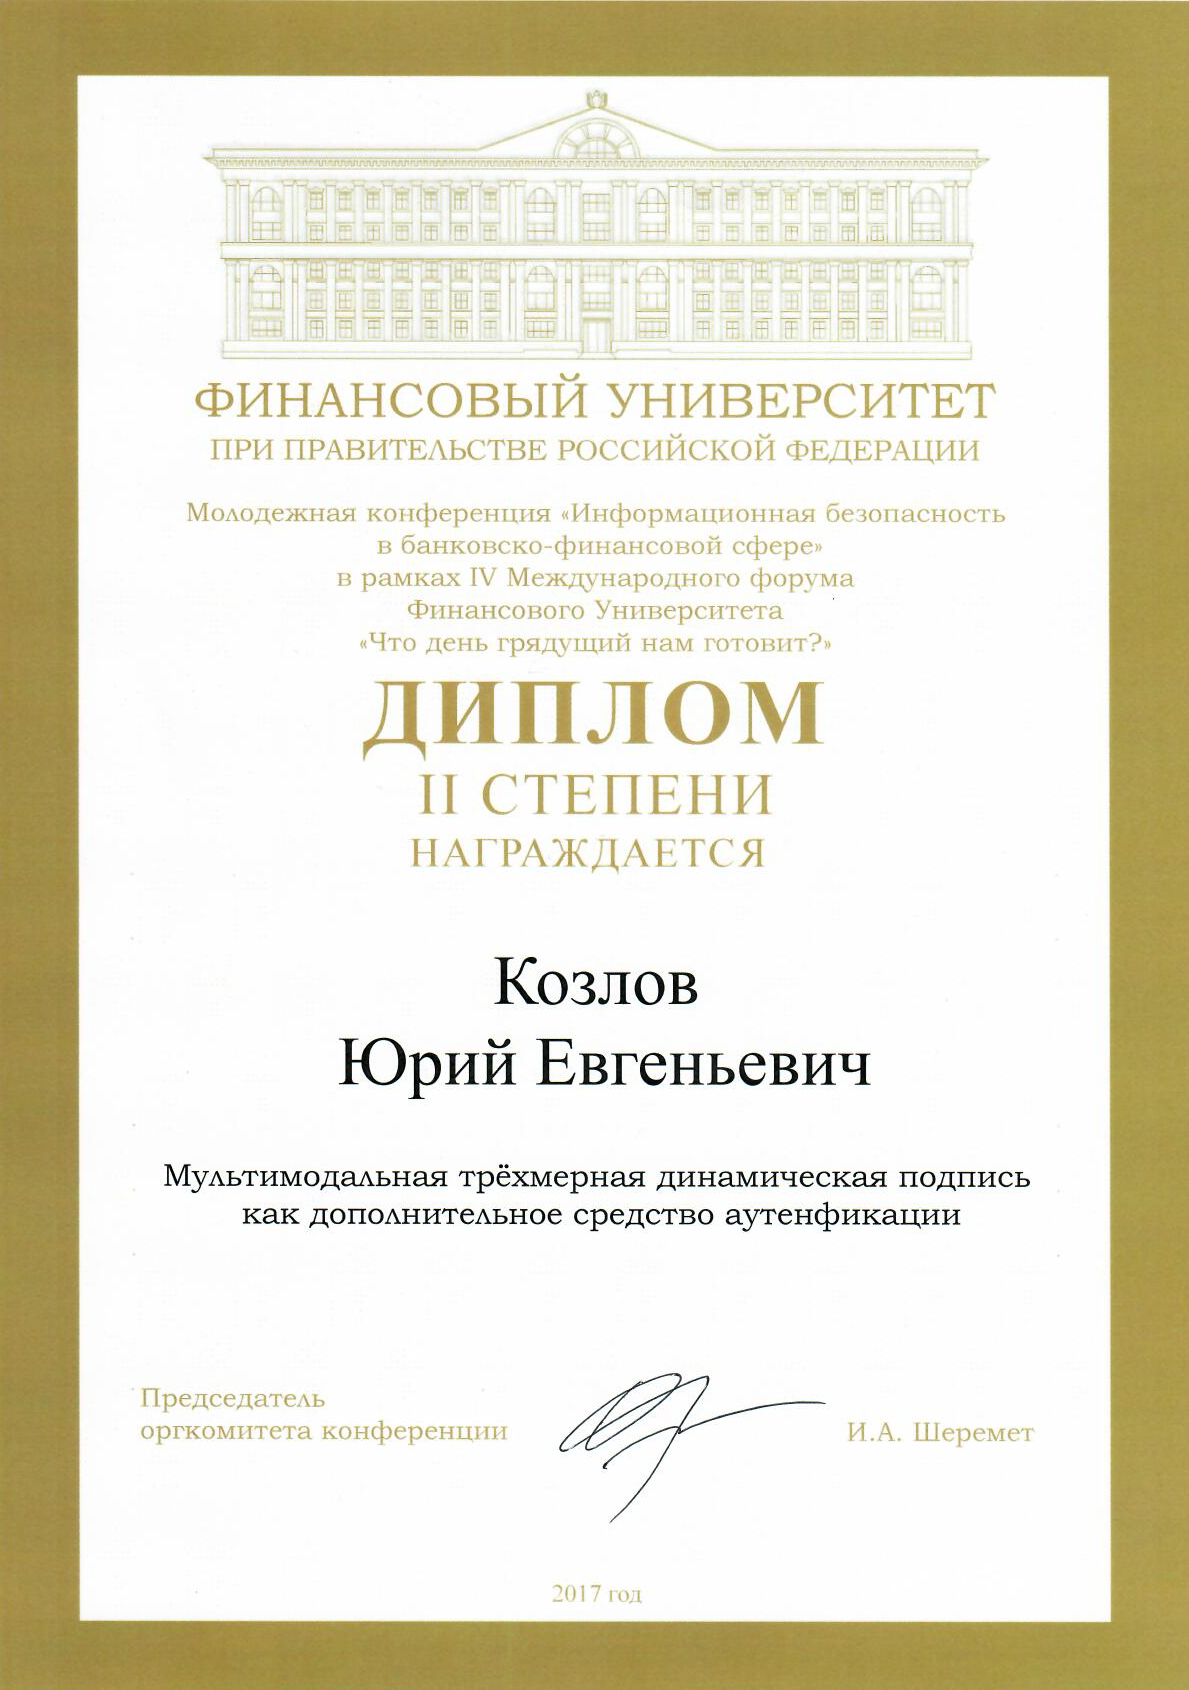 ФИНАНСОВЫЙ УНИВЕРСИТЕТ
ПРИ ПРАВИТЕЛЬСТВЕ РОССИЙСКОЙ ФЕДЕРАЦИИ
Молодежная конференция «Информационная безопасность
в банковско-финансовой сфере»
в рамках IV Международного форума
Финансового Университета
«Что день грядущий нам готовит?»
ДИПЛОМ
II СТЕПЕНИ
НАГРАЖДАЕТСЯ
Козлов
Юрий Евгеньевич
Мультимодальная трёхмерная динамическая подпись
как дополнительное средство аутенфикации
Председатель
оргкомитета конференции
И.А. Шеремет
2017 год